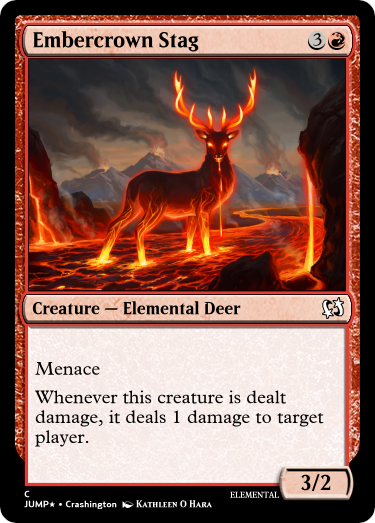 Embercrown Stag 3
Creature — Elemental Deer
Menace
Whenever this creature is dealt
damage, it deals 1 damage to target
player.
3/2
C
ELEMENTAL
JUMP★ • Crashington KATHLEEN O HARA